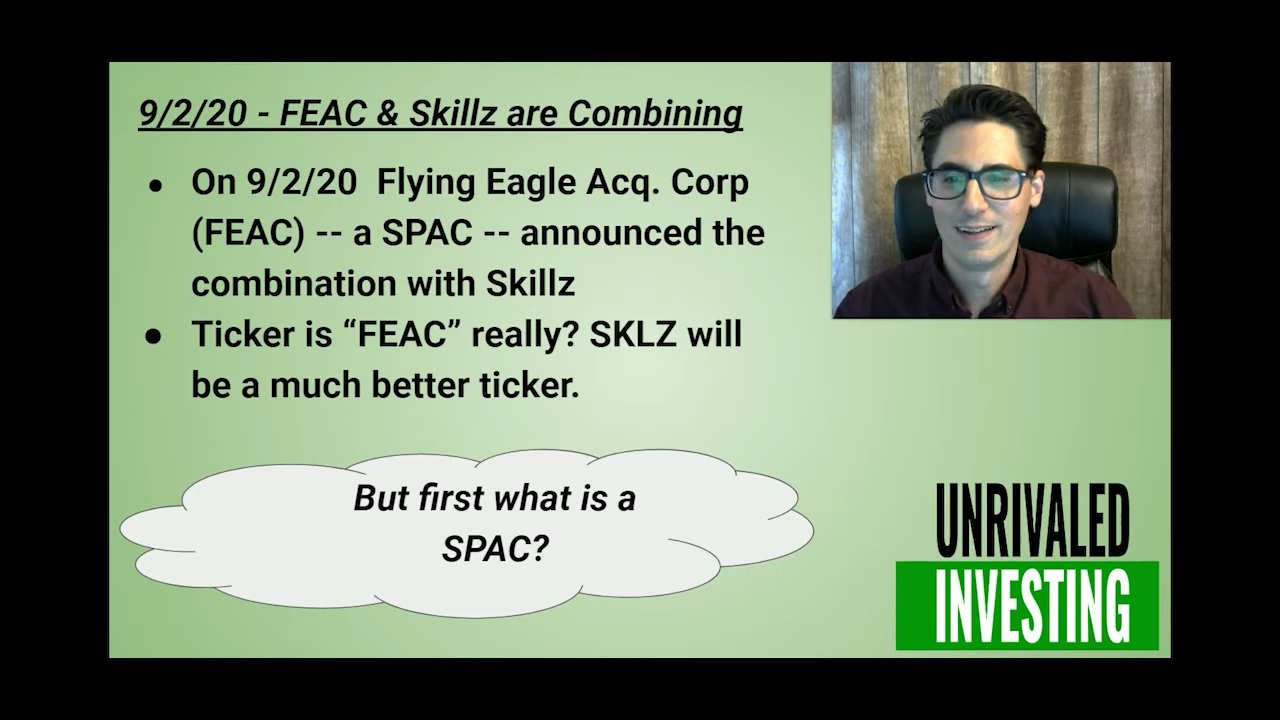 9/2/20 - FEAC & Skillz are Combining
● On 9/2/20  Flying Eagle Acq. Corp
(FEAC) -- a SPAC -- announced the
combination with Skillz
● Ticker is “FEAC” really? SKLZ will
be a much better ticker.
But first what is a
SPAC?
UNRIVALED
INVESTING